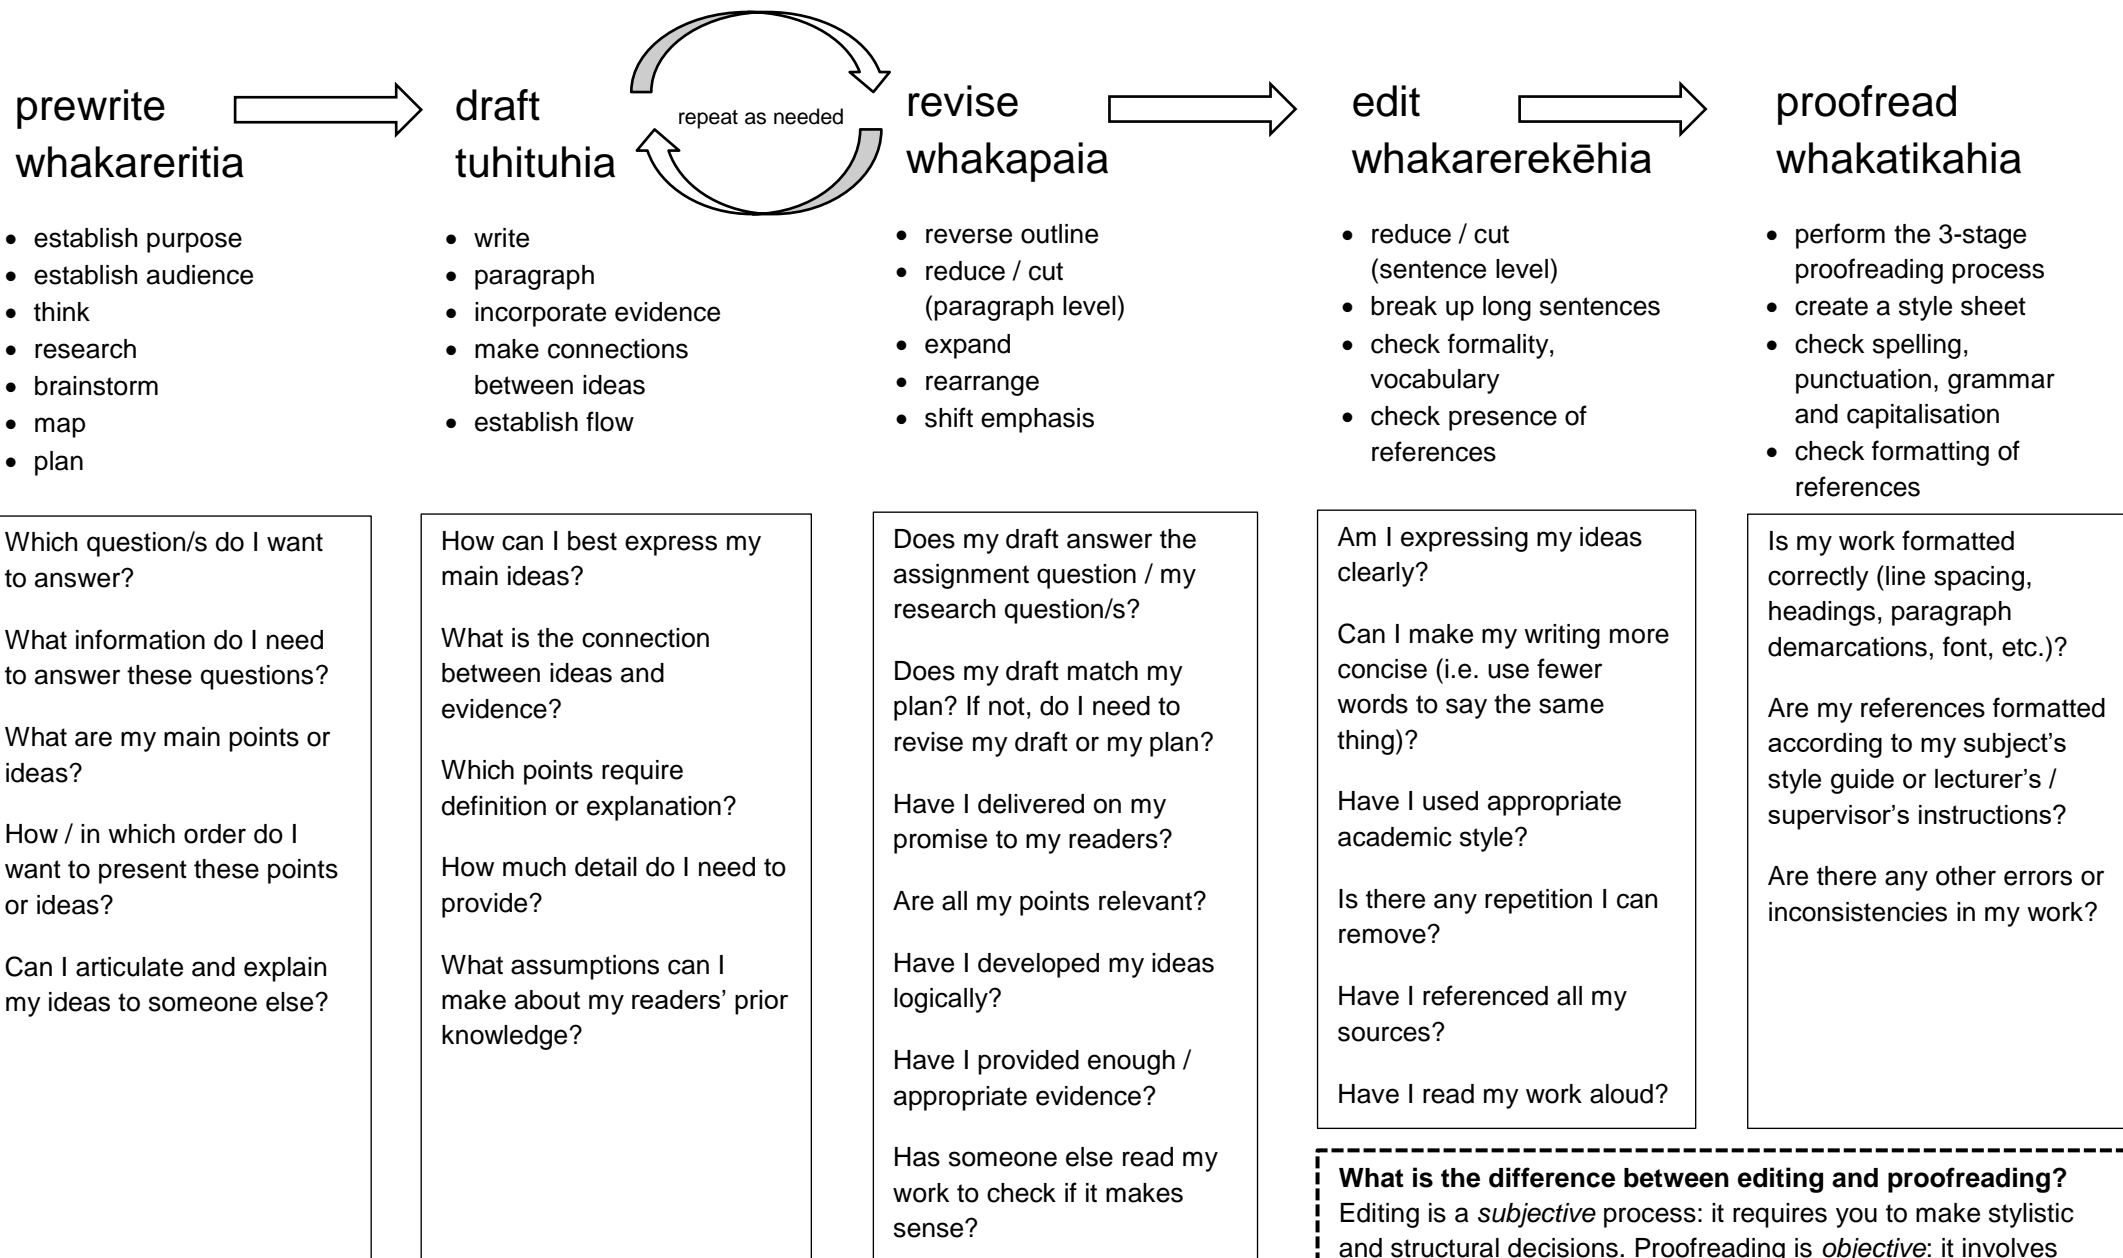 prewrite
whakareritia
• establish purpose
• establish audience
• think
• research
• brainstorm
• map
• plan
Which question/s do I want
to answer?
What information do I need
to answer these questions?
What are my main points or
ideas?
How / in which order do I
want to present these points
or ideas?
Can I articulate and explain
my ideas to someone else?
draft
tuhituhia
• write
• paragraph
• incorporate evidence
• make connections
between ideas
• establish flow
How can I best express my
main ideas?
What is the connection
between ideas and
evidence?
Which points require
definition or explanation?
How much detail do I need to
provide?
What assumptions can I
make about my readers’ prior
knowledge?
repeat as needed
revise
whakapaia
• reverse outline
• reduce / cut
(paragraph level)
• expand
• rearrange
• shift emphasis
Does my draft answer the
assignment question / my
research question/s?
Does my draft match my
plan? If not, do I need to
revise my draft or my plan?
Have I delivered on my
promise to my readers?
Are all my points relevant?
Have I developed my ideas
logically?
Have I provided enough /
appropriate evidence?
Has someone else read my
work to check if it makes
sense?
edit
whakarerekēhia
• reduce / cut
(sentence level)
• break up long sentences
• check formality,
vocabulary
• check presence of
references
Am I expressing my ideas
clearly?
Can I make my writing more
concise (i.e. use fewer
words to say the same
thing)?
Have I used appropriate
academic style?
Is there any repetition I can
remove?
Have I referenced all my
sources?
Have I read my work aloud?
proofread
whakatikahia
• perform the 3-stage
proofreading process
• create a style sheet
• check spelling,
punctuation, grammar
and capitalisation
• check formatting of
references
Is my work formatted
correctly (line spacing,
headings, paragraph
demarcations, font, etc.)?
Are my references formatted
according to my subject’s
style guide or lecturer’s /
supervisor’s instructions?
Are there any other errors or
inconsistencies in my work?
What is the difference between editing and proofreading?
Editing is a subjective process: it requires you to make stylistic
and structural decisions. Proofreading is objective: it involves